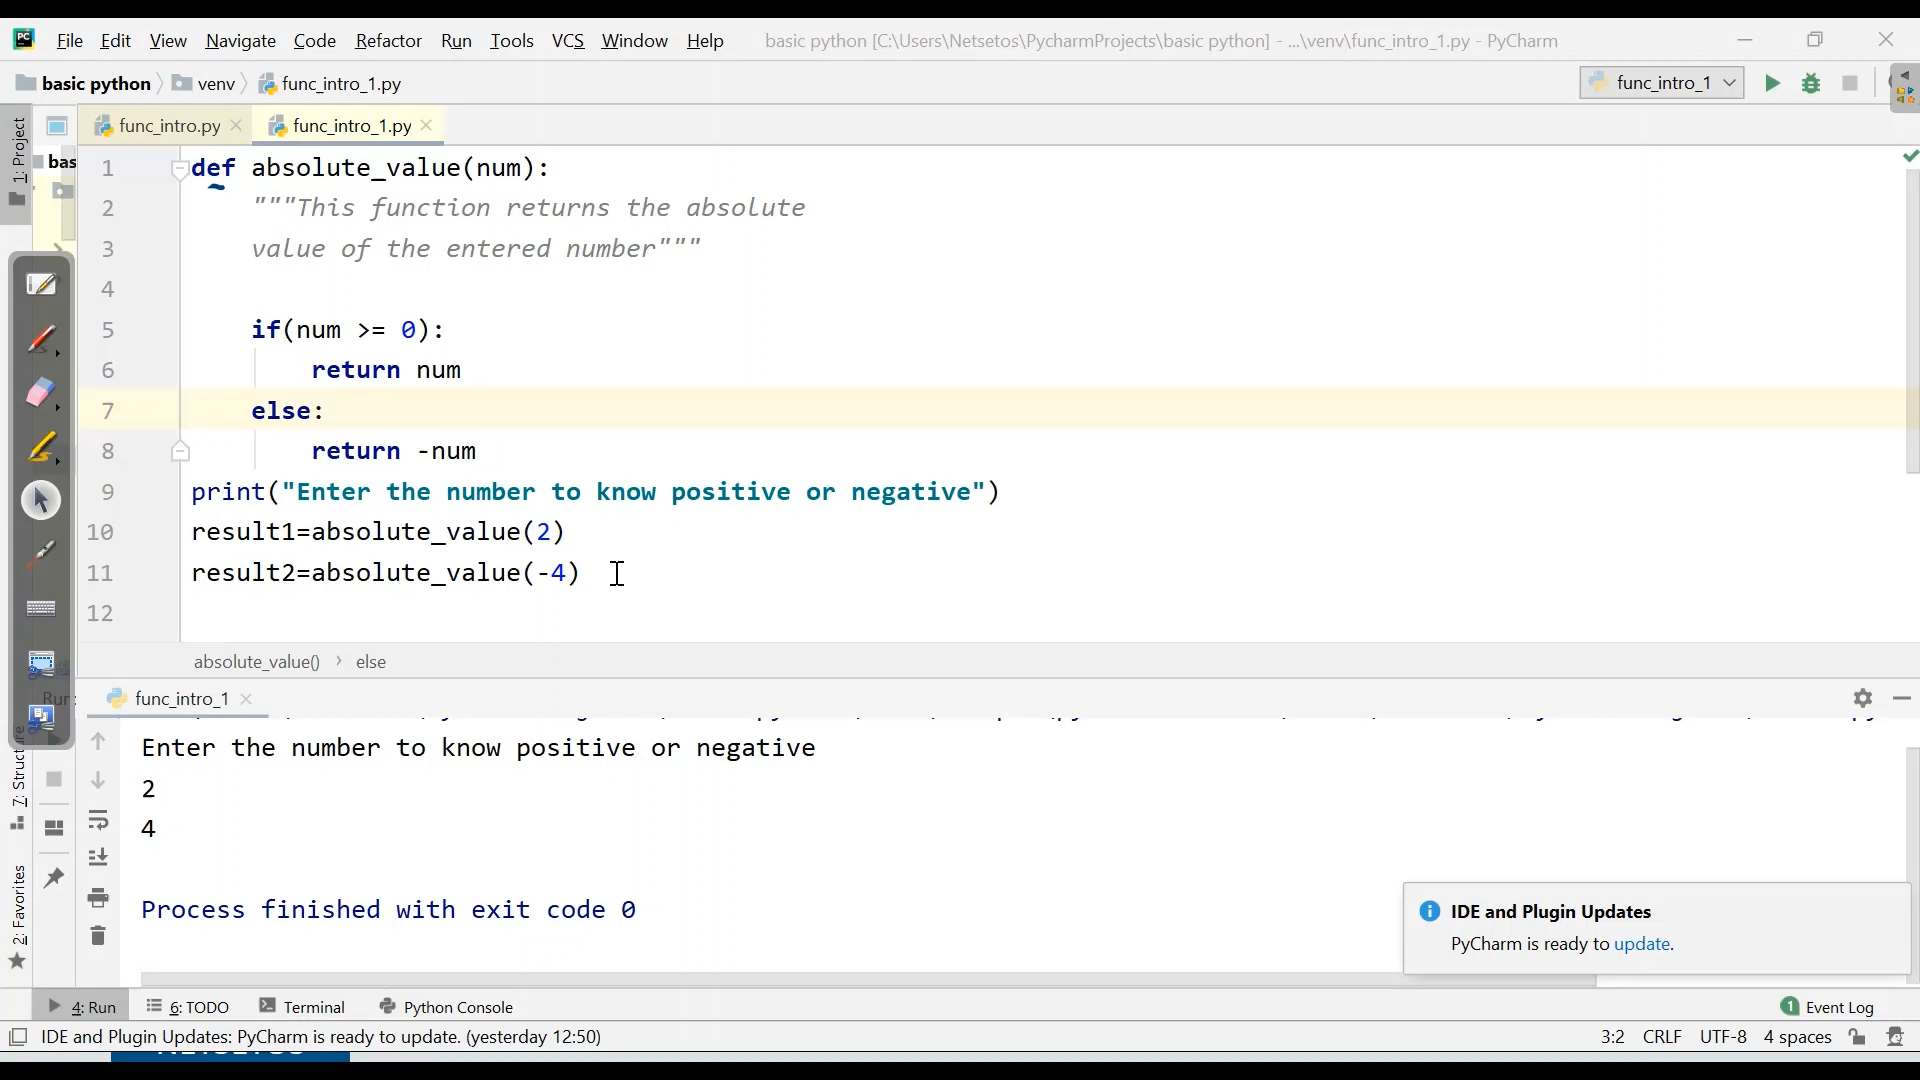 File Edit View Navigate Code Refactor Run Tools VCS Window Help basic python [C:\Users\Netsetos\PycharmProjects\basic python] - ...\venv\func_intro_1.py - PyCharm
basic python venv func_intro_1.py func_intro_1
1: Project
func_intro.py func_intro_1.py
bas
1 def absolute_value(num):
2 """This function returns the absolute
3 value of the entered number"""
4
5 if(num >= 0):
6 return num
7 else:
8 return -num
9 print("Enter the number to know positive or negative")
10 result1=absolute_value(2)
11 result2=absolute_value(-4)
12
absolute_value() › else
Run: func_intro_1
Enter the number to know positive or negative
2
4
Process finished with exit code 0
7: Structure
2: Favorites
IDE and Plugin Updates
PyCharm is ready to update.
4: Run 6: TODO Terminal Python Console 1 Event Log
IDE and Plugin Updates: PyCharm is ready to update. (yesterday 12:50) 3:2 CRLF UTF-8 4 spaces